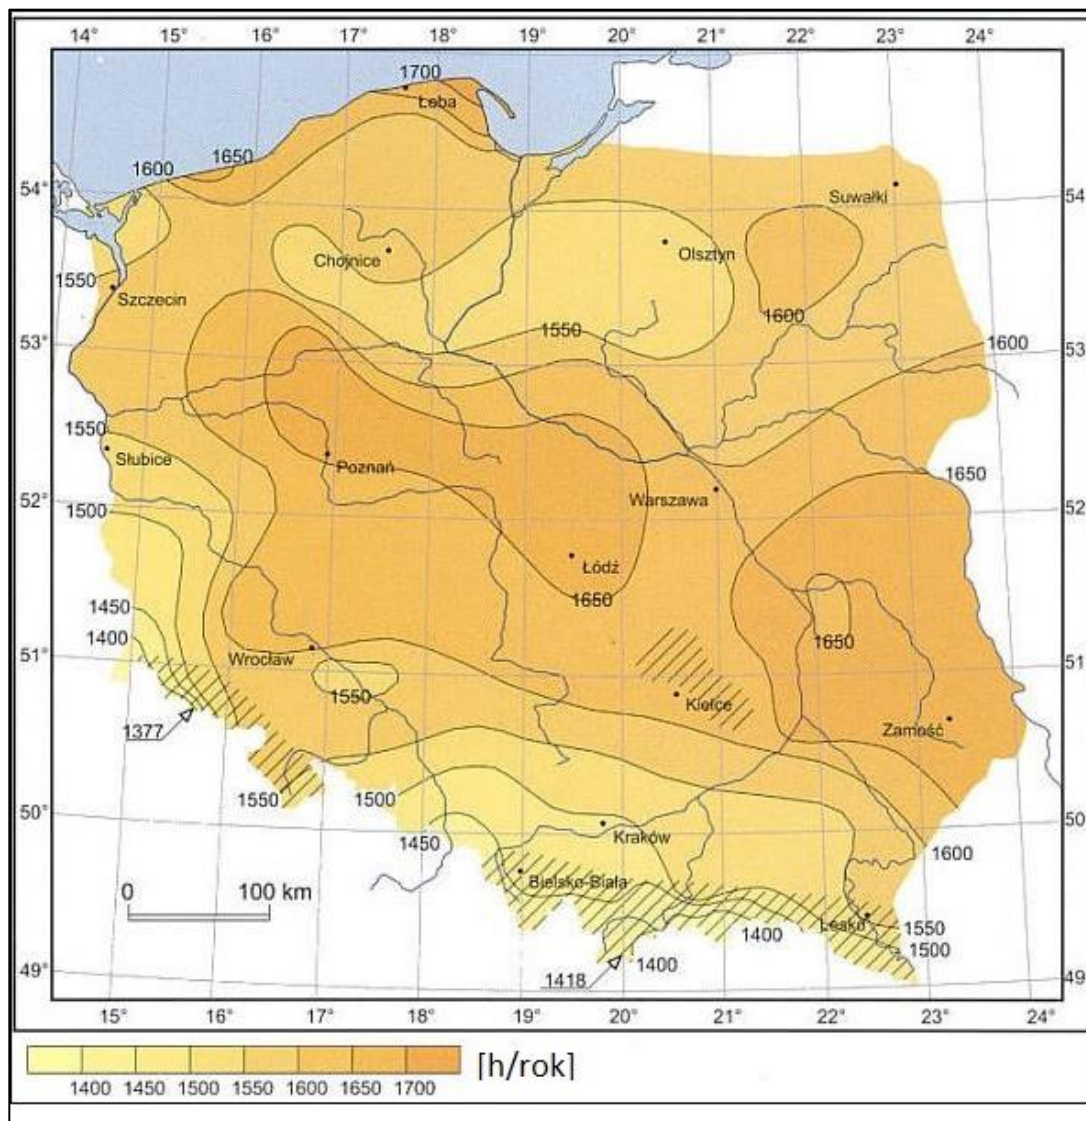 14° 15° 16° 17° 18° 19° 20° 21° 22° 23° 24°
1700
Łeba
1600 1650
54° 54
Suwałki
Chojnice Olsztyn
1550
Szczecin
1600
1550
53° 53
1600
1550
Słubice
1650
Poznań
Warszawa
52° 52
1500
Łódź
1650
1450
1650
1400
51° 51
Wrocław
1550
Kielce
1377
Zamość
1550 1500
50° 50
Kraków
1450
1600
Bielsko-Biała
0 100 km
Lesko
1550
1400
1500
1400
49° 49
1418
15° 16° 17° 18° 19° 20° 21° 22° 23° 24°
[h/rok]
1400 1450 1500 1550 1600 1650 1700